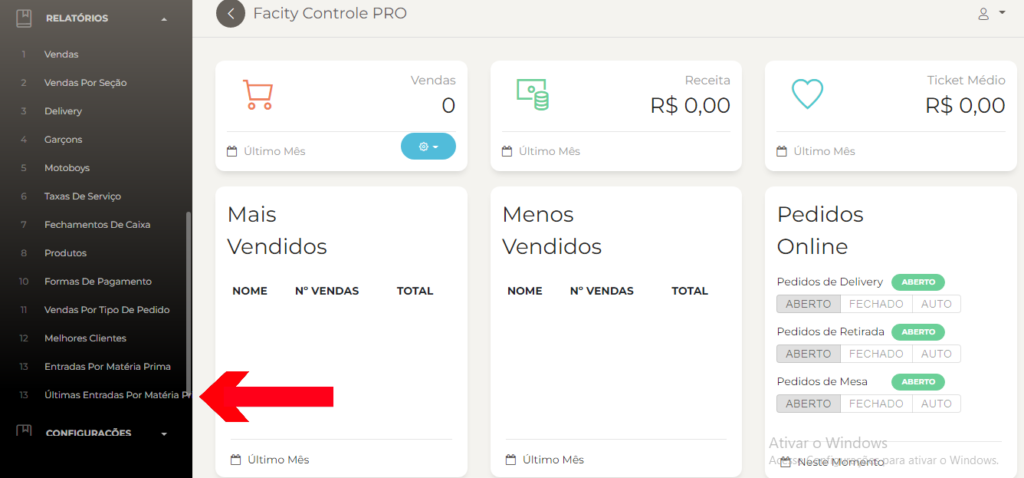 RELATÓRIOS
1 Vendas
2 Vendas Por Seção
3 Delivery
4 Garçons
5 Motoboys
6 Taxas De Serviço
7 Fechamentos De Caixa
8 Produtos
10 Formas De Pagamento
11 Vendas Por Tipo De Pedido
12 Melhores Clientes
13 Entradas Por Matéria Prima
13 Últimas Entradas Por Matéria Pr
CONFIGURAÇÕES
Facity Controle PRO
Vendas
0
Último Mês
Receita
R$ 0,00
Último Mês
Ticket Médio
R$ 0,00
Último Mês
Mais
Vendidos
NOME Nº VENDAS TOTAL
Último Mês
Menos
Vendidos
NOME Nº VENDAS TOTAL
Último Mês
Pedidos
Online
Pedidos de Delivery ABERTO
ABERTO FECHADO AUTO
Pedidos de Retirada ABERTO
ABERTO FECHADO AUTO
Pedidos de Mesa ABERTO
ABERTO FECHADO AUTO
Neste Momento
Ativar o Windows
Acesse Configurações para ativar o Windows.